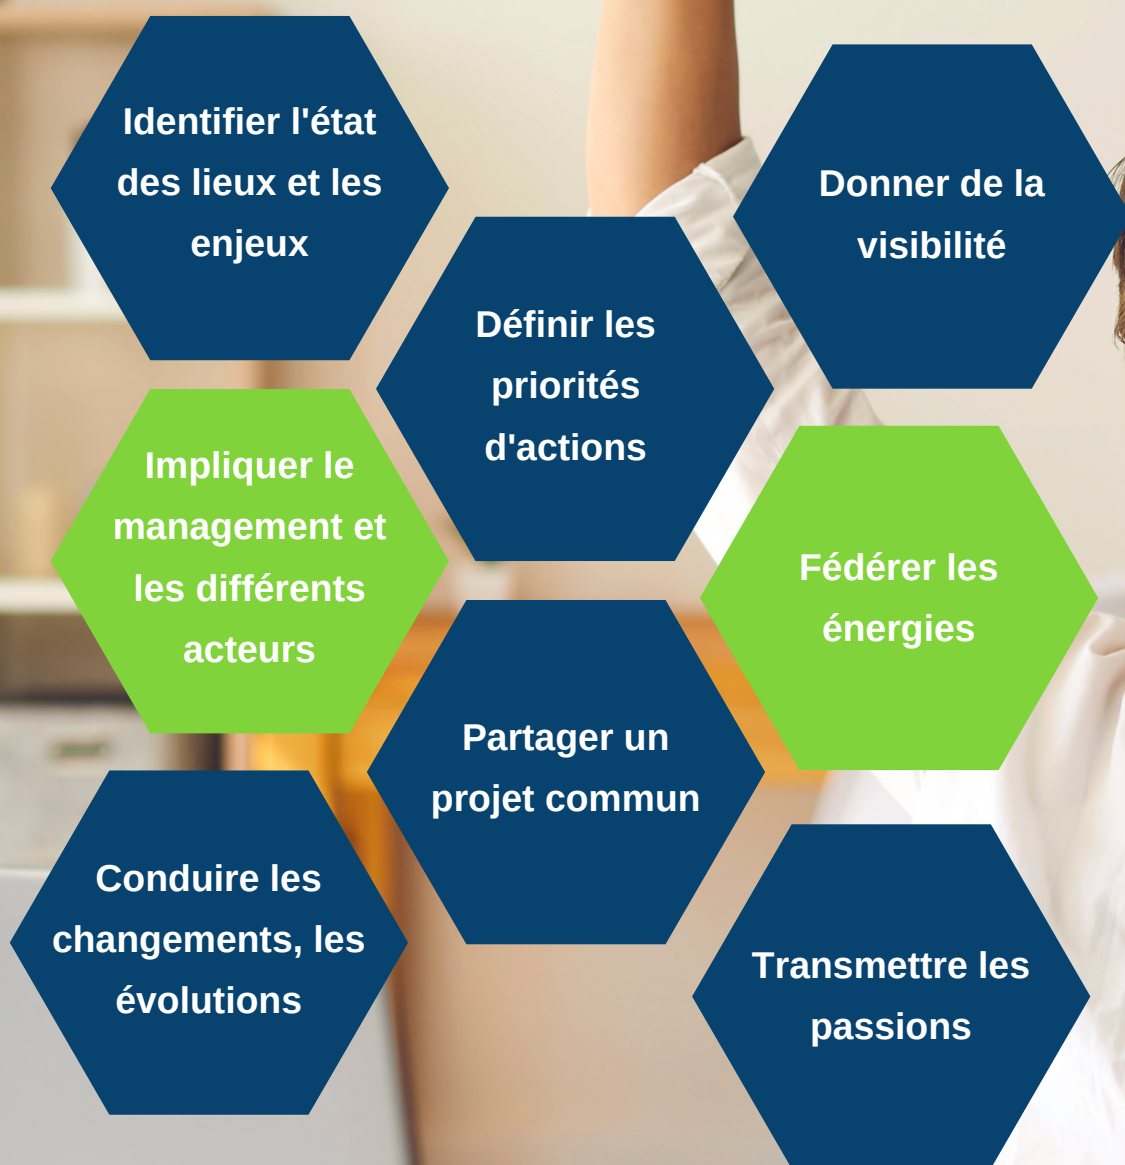 Identifier l'état
des lieux et les
enjeux
Donner de la
visibilité
Définir les
priorités
d'actions
Impliquer le
management et
les différents
acteurs
Fédérer les
énergies
Partager un
projet commun
Conduire les
changements, les
évolutions
Transmettre les
passions